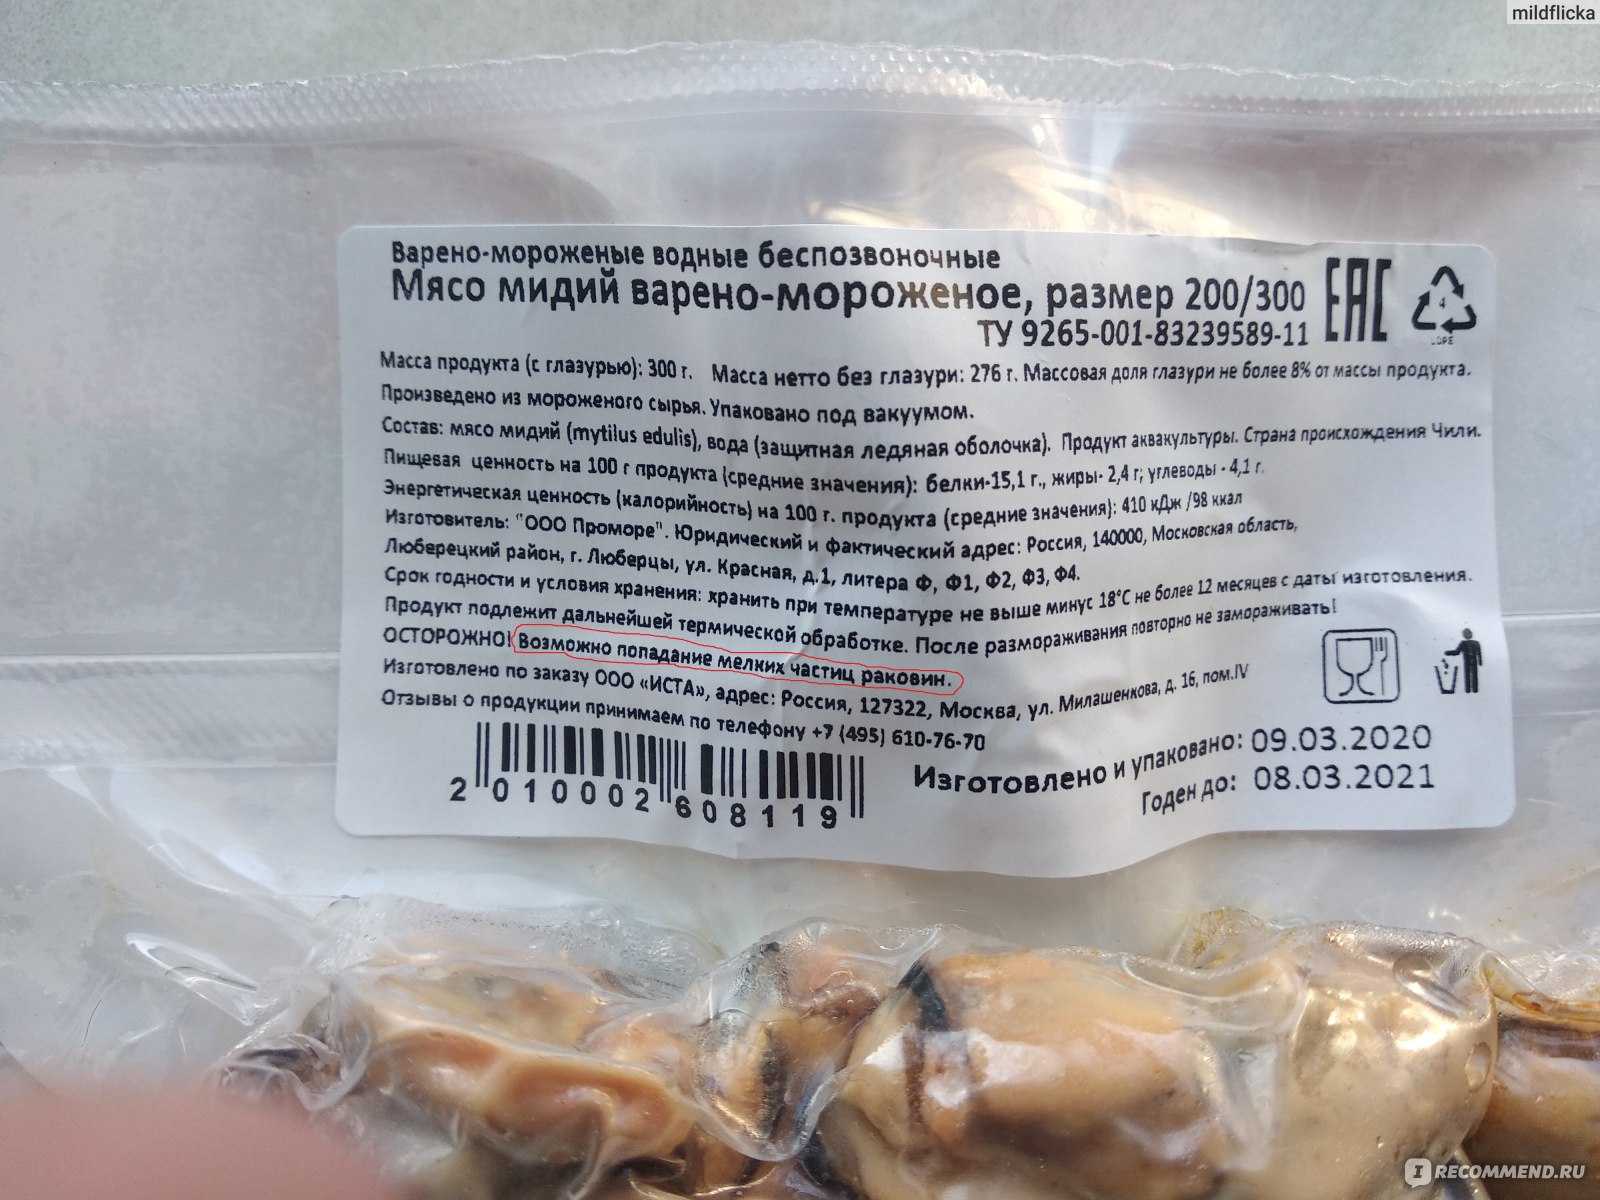 mildflicka
Варено-мороженые водные беспозвоночные
Мясо мидий варено-мороженое, размер 200/300
ТУ 9265-001-83239589-11
EAC
4
LDPE
Масса продукта (с глазурью): 300 г. Масса нетто без глазури: 276 г. Массовая доля глазури не более 8% от массы продукта.
Произведено из мороженого сырья. Упаковано под вакуумом.
Состав: мясо мидий (mytilus edulis), вода (защитная ледяная оболочка). Продукт аквакультуры. Страна происхождения Чили.
Пищевая ценность на 100 г продукта (средние значения): белки-15,1 г., жиры- 2,4 г; углеводы - 4,1 г.
Энергетическая ценность (калорийность) на 100 г. продукта (средние значения): 410 кДж /98 ккал
Изготовитель: "ООО Проморе". Юридический и фактический адрес: Россия, 140000, Московская область,
Люберецкий район, г. Люберцы, ул. Красная, д.1, литера Ф, Ф1, Ф2, Ф3, Ф4.
Срок годности и условия хранения: хранить при температуре не выше минус 18°С не более 12 месяцев с даты изготовления.
Продукт подлежит дальнейшей термической обработке. После размораживания повторно не замораживать!
ОСТОРОЖНО! Возможно попадание мелких частиц раковин.
Изготовлено по заказу ООО «ИСТА», адрес: Россия, 127322, Москва, ул. Милашенкова, д. 16, пом.IV
Отзывы о продукции принимаем по телефону +7 (495) 610-76-70
2 010002 608119
Изготовлено и упаковано: 09.03.2020
Годен до: 08.03.2021
IRECOMMEND.RU